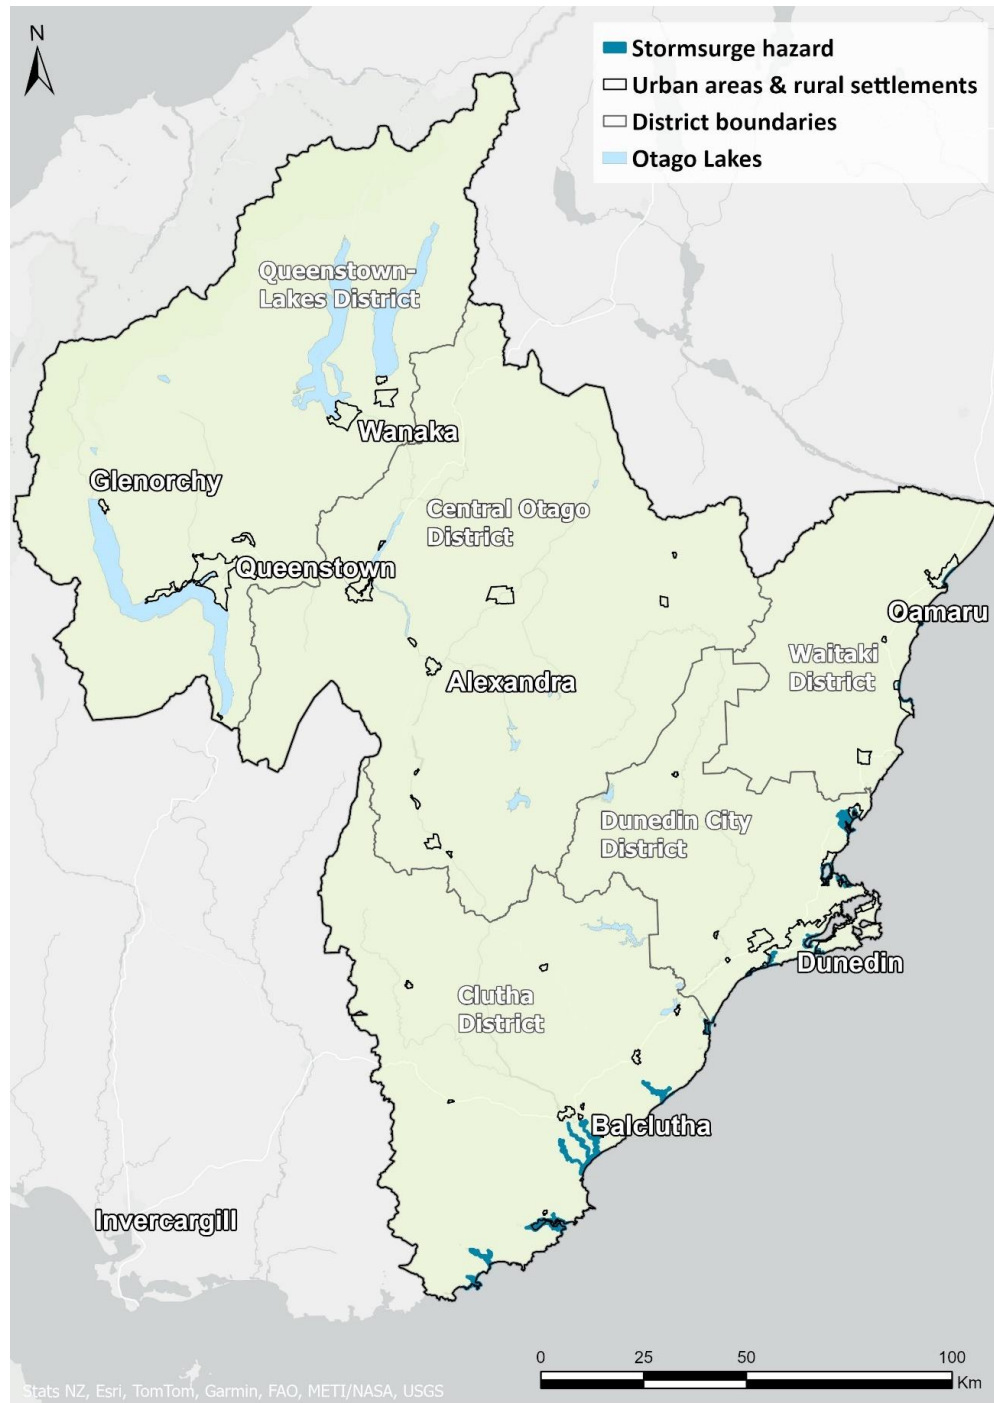 N
Stormsurge hazard
Urban areas & rural settlements
District boundaries
Otago Lakes
Queenstown-
Lakes District
Wanaka
Glenorchy
Central Otago
District
Queenstown
Oamaru
Waitaki
District
Alexandra
Dunedin City
District
Dunedin
Clutha
District
Balclutha
Invercargill
0 25 50 100
Km
Stats NZ, Esri, TomTom, Garmin, FAO, METI/NASA, USGS